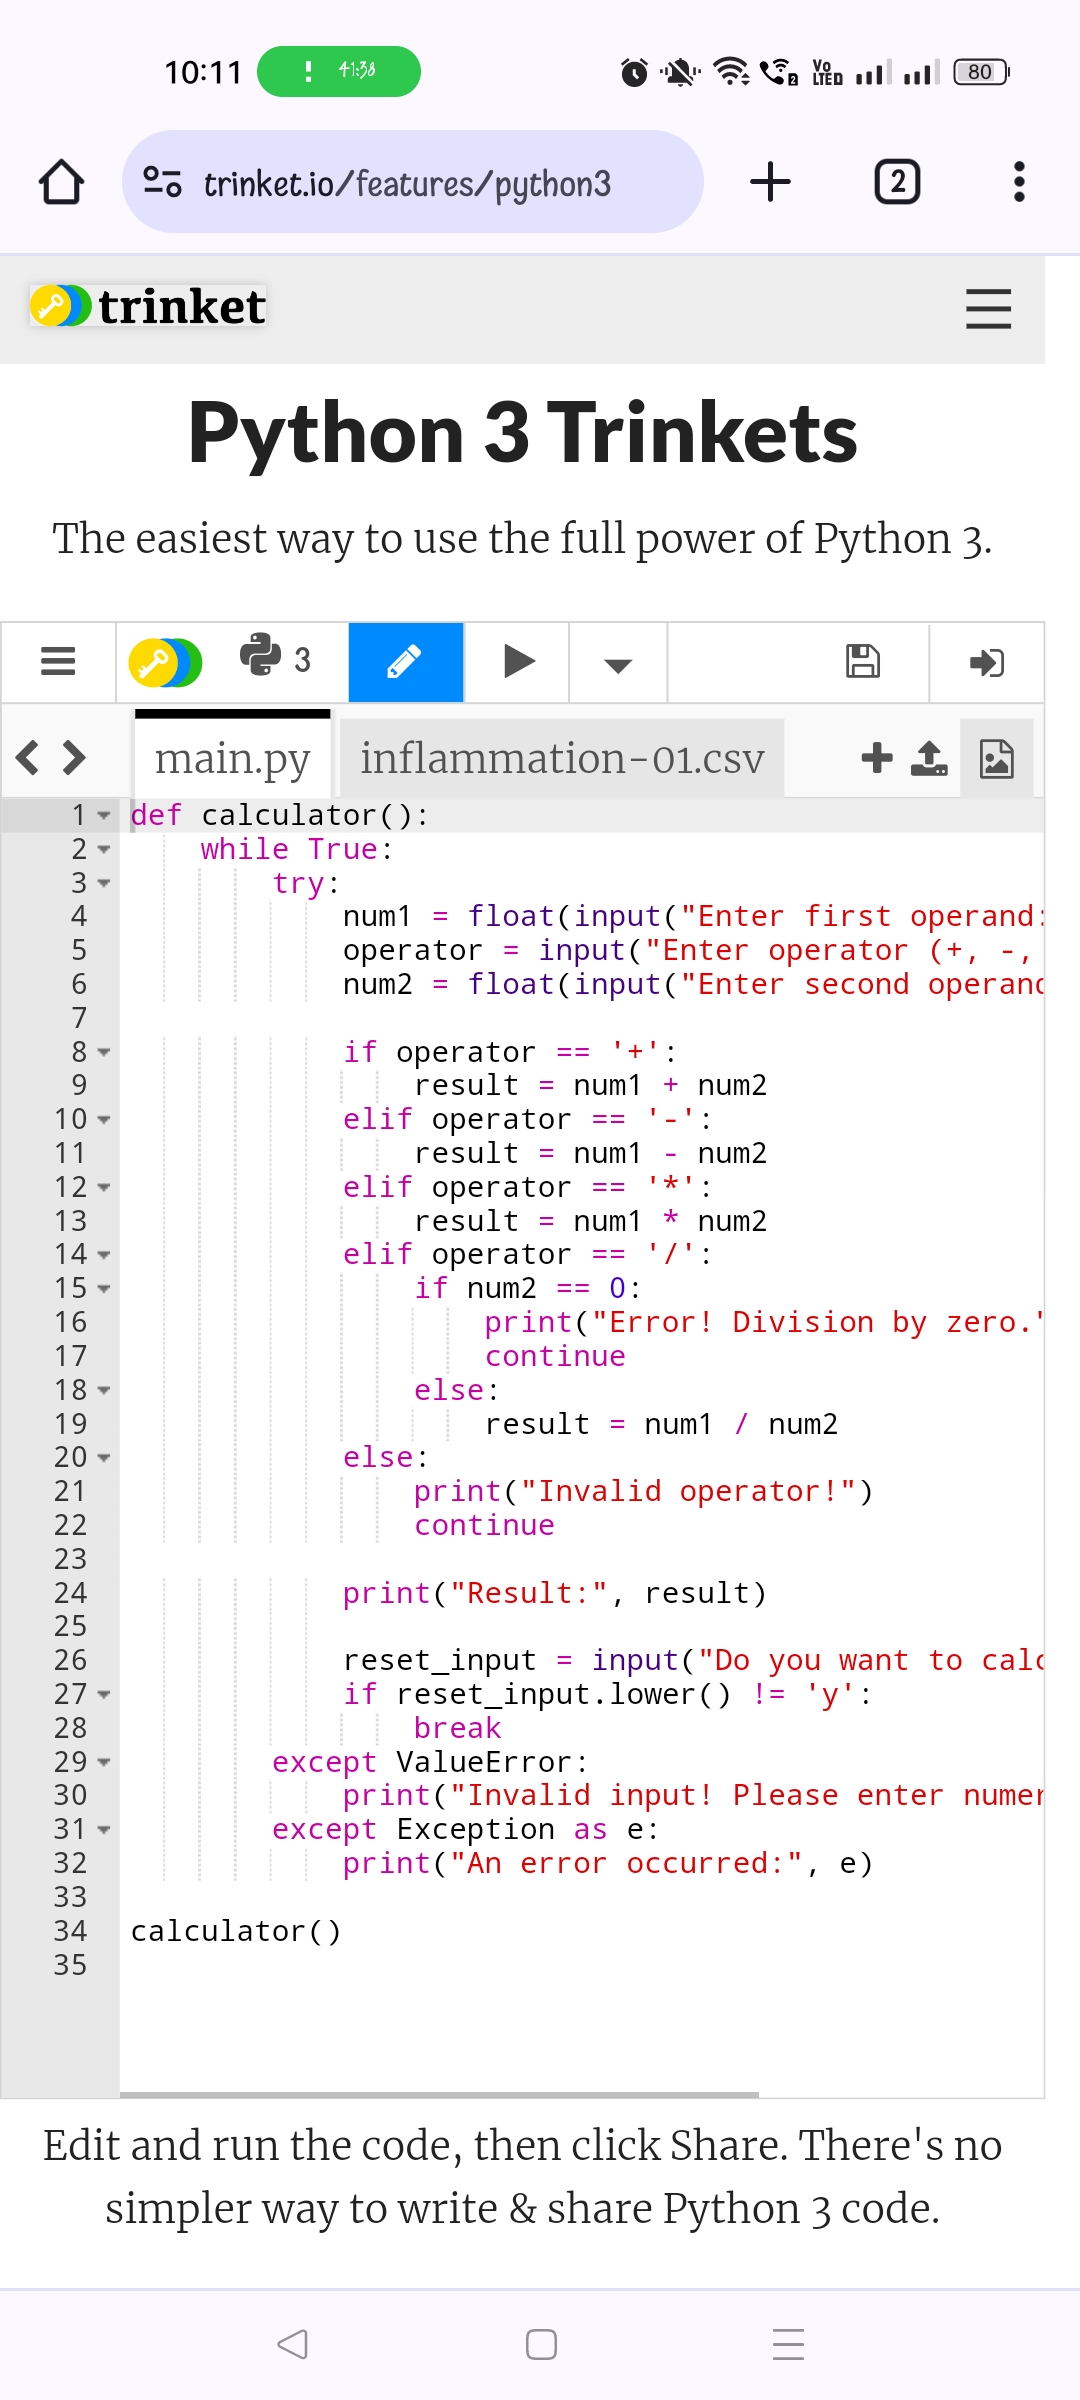 10:11 41:38 Vo LTED 80
trinket.io/features/python3 2
trinket
Python 3 Trinkets
The easiest way to use the full power of Python 3.
3
main.py inflammation-01.csv
1 def calculator():
2     while True:
3         try:
4             num1 = float(input("Enter first operand:
5             operator = input("Enter operator (+, -,
6             num2 = float(input("Enter second operand
7
8             if operator == '+':
9                 result = num1 + num2
10             elif operator == '-':
11                 result = num1 - num2
12             elif operator == '*':
13                 result = num1 * num2
14             elif operator == '/':
15                 if num2 == 0:
16                     print("Error! Division by zero."
17                     continue
18                 else:
19                     result = num1 / num2
20             else:
21                 print("Invalid operator!")
22                 continue
23
24             print("Result:", result)
25
26             reset_input = input("Do you want to calc
27             if reset_input.lower() != 'y':
28                 break
29         except ValueError:
30             print("Invalid input! Please enter numer
31         except Exception as e:
32             print("An error occurred:", e)
33
34 calculator()
35
Edit and run the code, then click Share. There's no
simpler way to write & share Python 3 code.